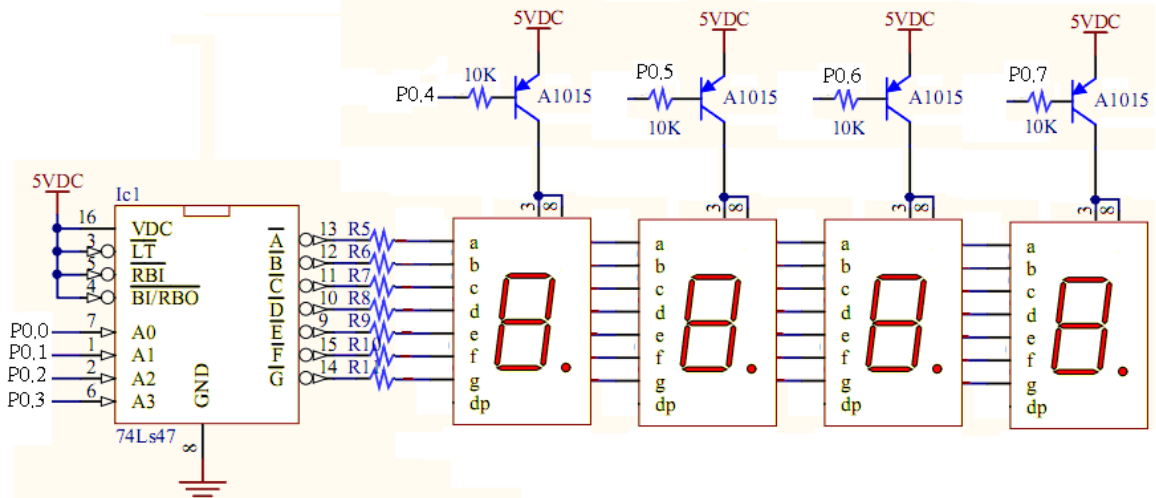 5VDC 5VDC 5VDC 5VDC
P0.4 10K A1015
P0.5 10K A1015
P0.6 10K A1015
P0.7 10K A1015
3 8
3 8
3 8
3 8
5VDC
Ic1
16 VDC
3 LT
5 RBI
4 BI/RBO
P0.0 7 A0
P0.1 1 A1
P0.2 2 A2
P0.3 6 A3
GND
8
74Ls47
A 13 R5
B 12 R6
C 11 R7
D 10 R8
E 9 R9
F 15 R10
G 14 R11
a a a a
b b b b
c c c c
d d d d
e e e e
f f f f
g g g g
dp dp dp dp